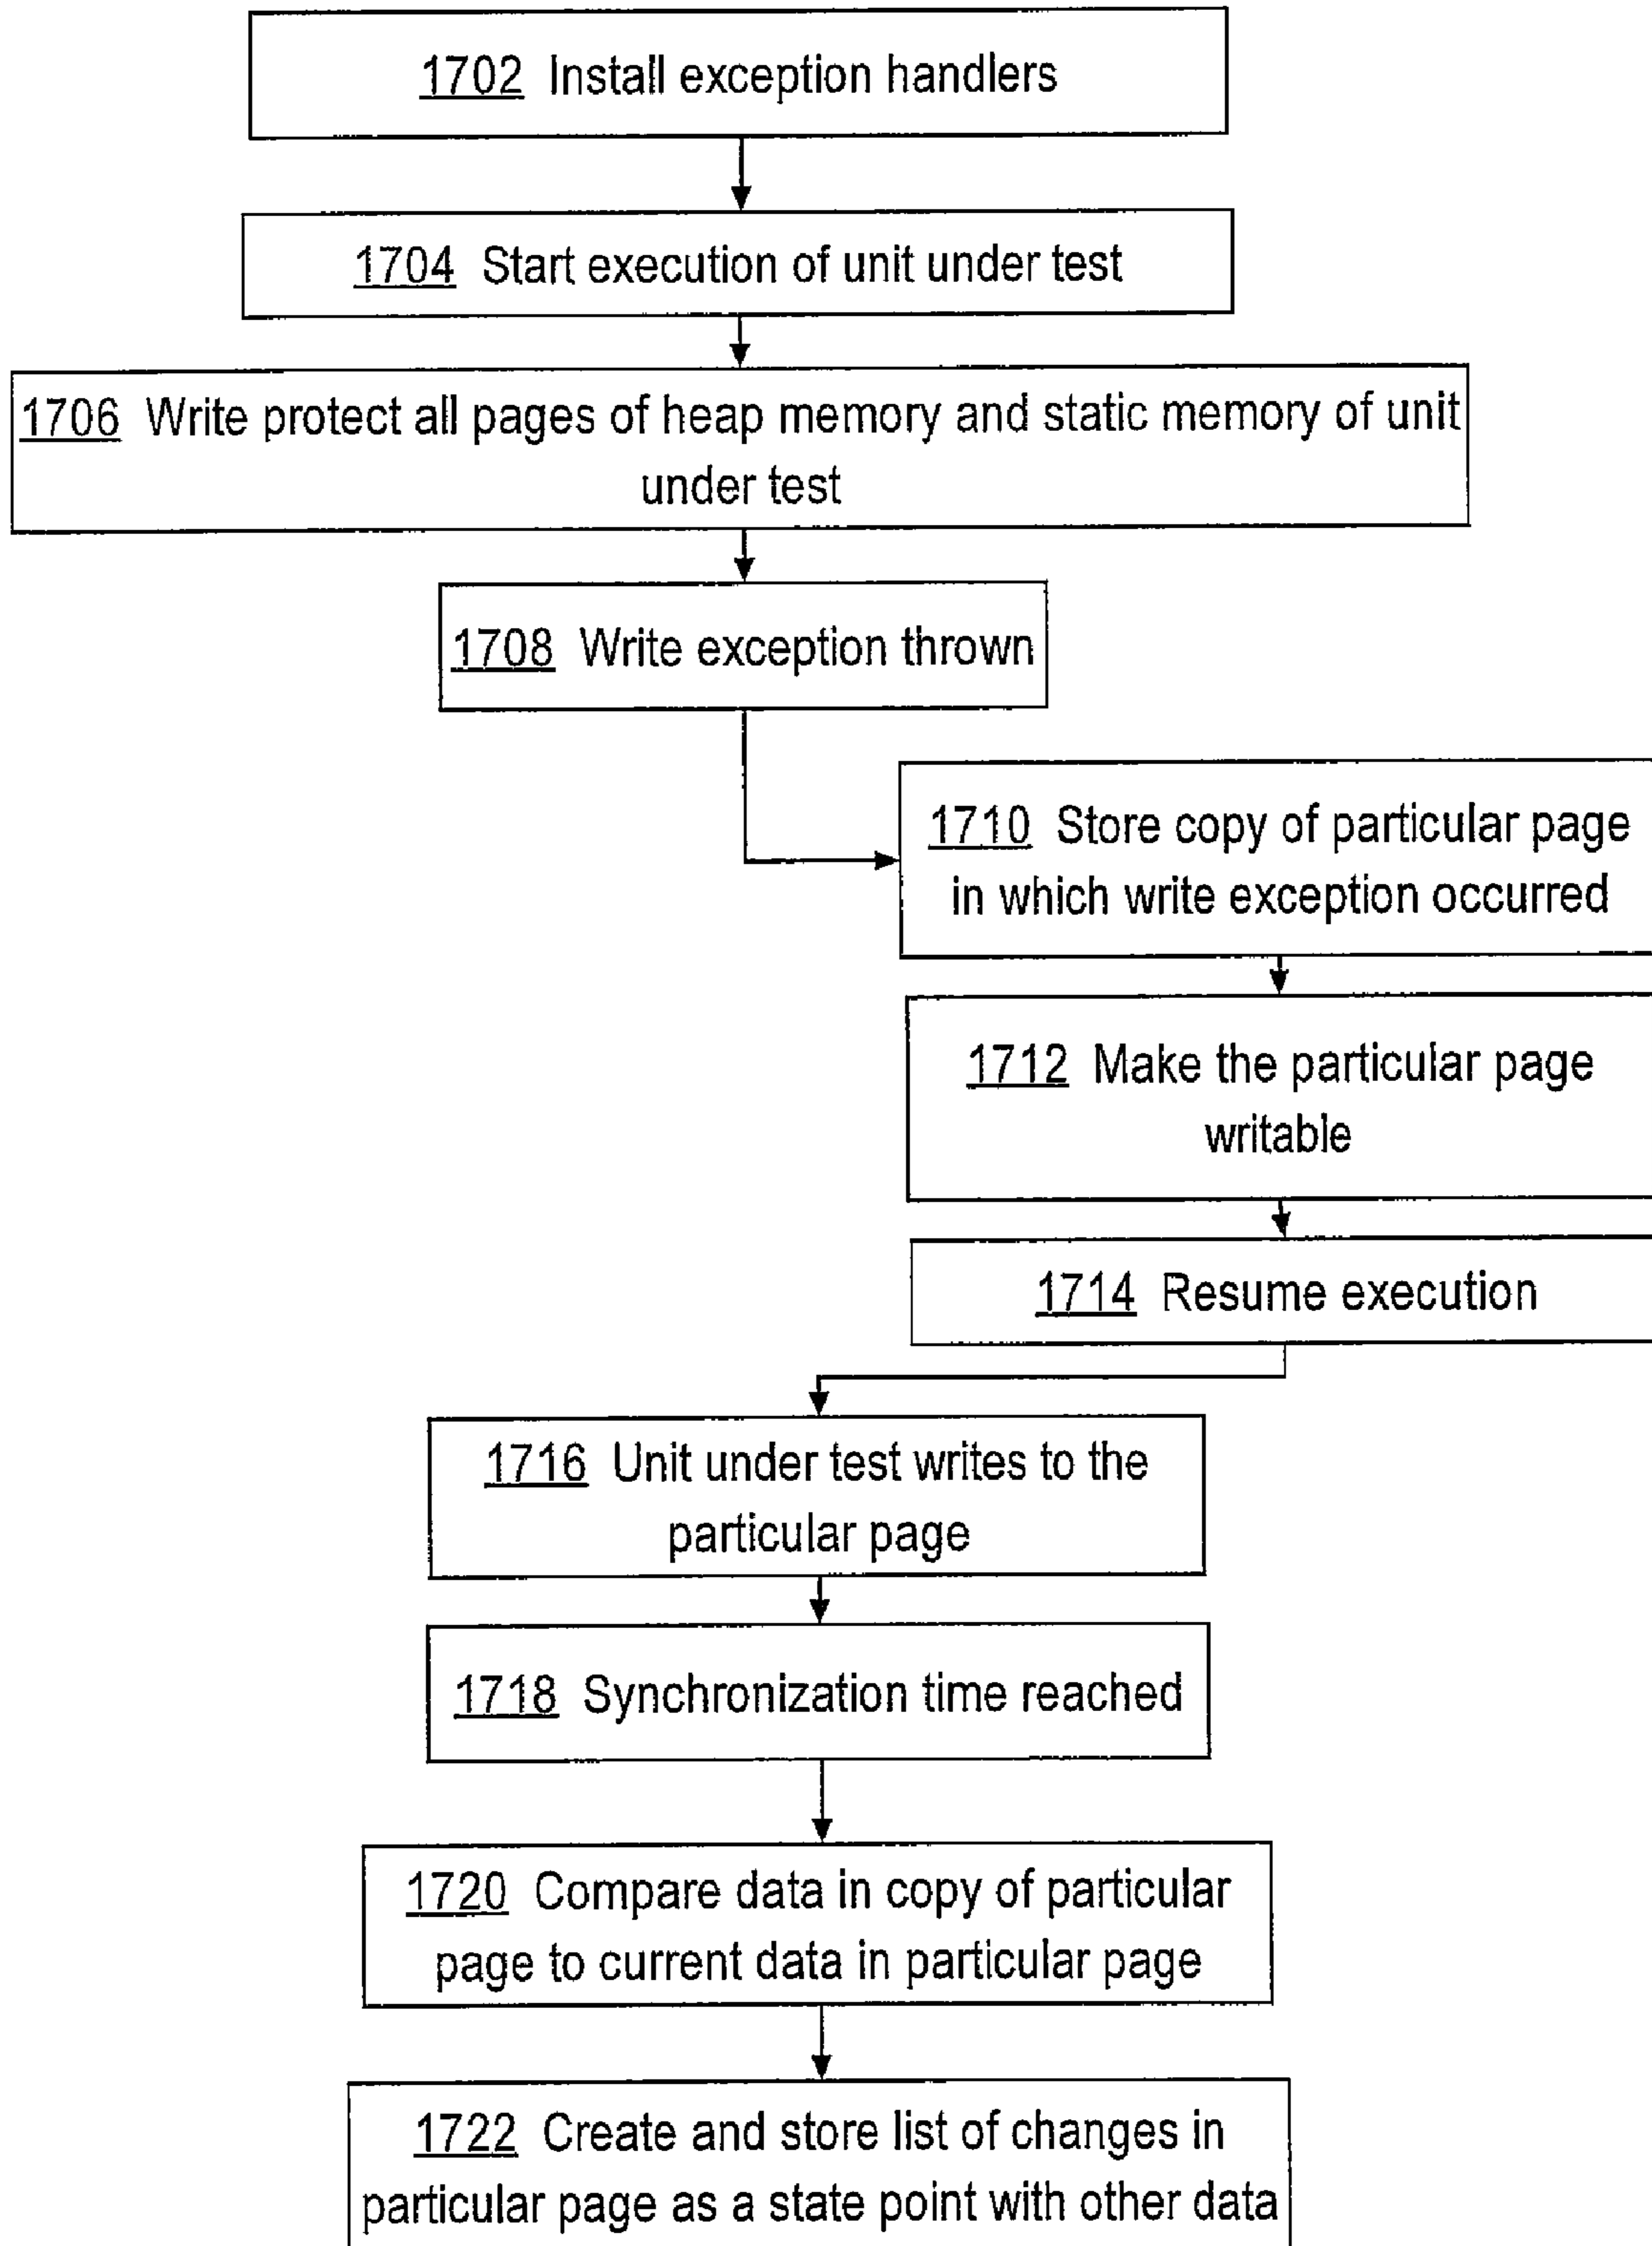 1702 Install exception handlers
1704 Start execution of unit under test
1706 Write protect all pages of heap memory and static memory of unit
under test
1708 Write exception thrown
1710 Store copy of particular page
in which write exception occurred
1712 Make the particular page
writable
1714 Resume execution
1716 Unit under test writes to the
particular page
1718 Synchronization time reached
1720 Compare data in copy of particular
page to current data in particular page
1722 Create and store list of changes in
particular page as a state point with other data